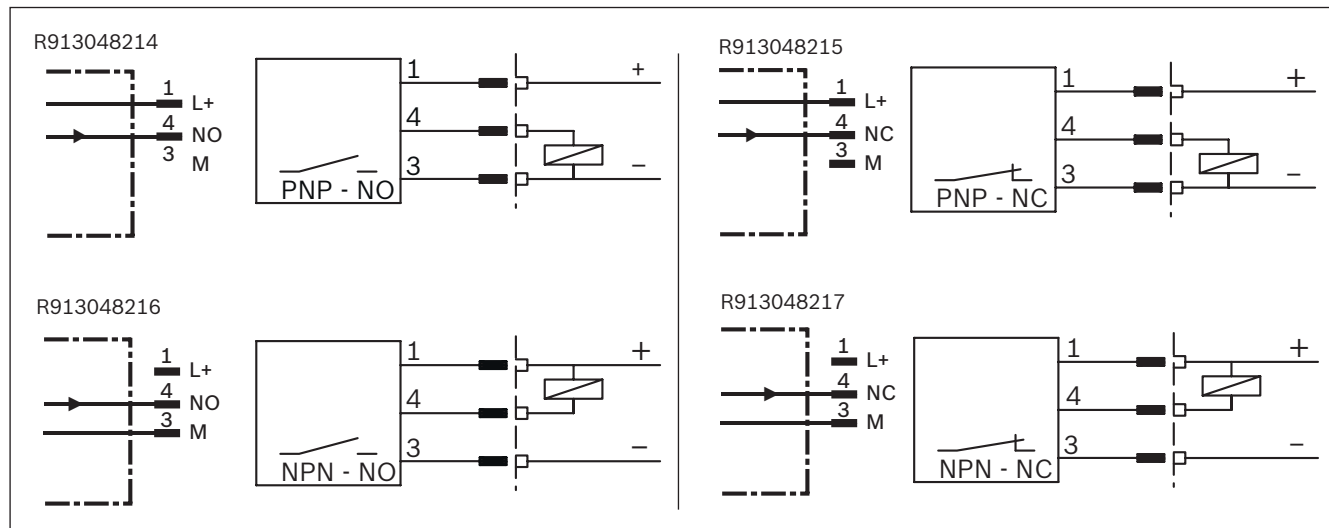 R913048214
1
L+
4
NO
3
M
1
+
4
3
−
PNP - NO
R913048215
1
L+
4
NC
3
M
1
+
4
3
−
PNP - NC
R913048216
1
L+
4
NO
3
M
1
+
4
3
−
NPN - NO
R913048217
1
L+
4
NC
3
M
1
+
4
3
−
NPN - NC